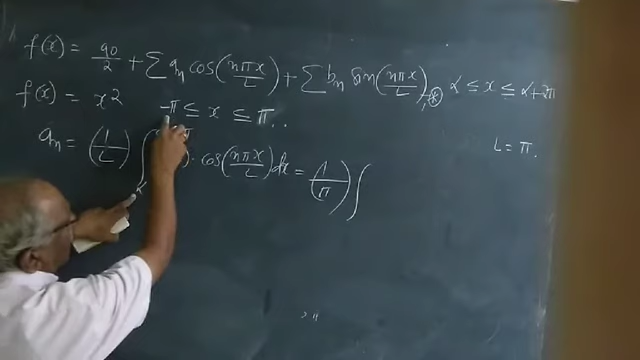 f(x) = a0/2 + ∑ an cos(nπx/L) + ∑ bn sin(nπx/L), ⊛ α ≤ x ≤ α+2π
f(x) = x² -π ≤ x ≤ π..
L = π.
an = (1/L) ∫ · cos(nπx/L) dx = (1/π) ∫